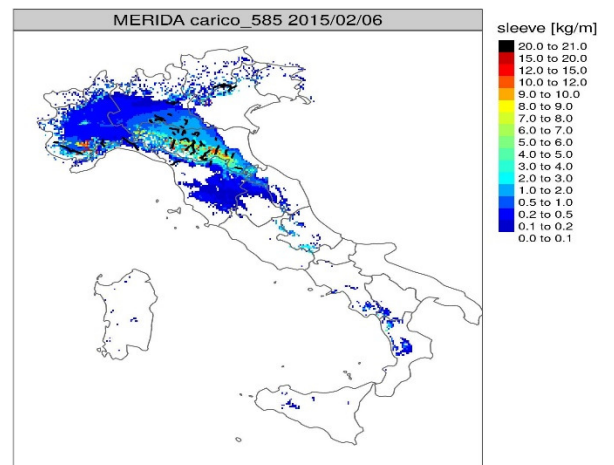 MERIDA carico_585 2015/02/06
sleeve [kg/m]
20.0 to 21.0
15.0 to 20.0
12.0 to 15.0
10.0 to 12.0
9.0 to 10.0
8.0 to 9.0
7.0 to 8.0
6.0 to 7.0
5.0 to 6.0
4.0 to 5.0
3.0 to 4.0
2.0 to 3.0
1.0 to 2.0
0.5 to 1.0
0.2 to 0.5
0.1 to 0.2
0.0 to 0.1